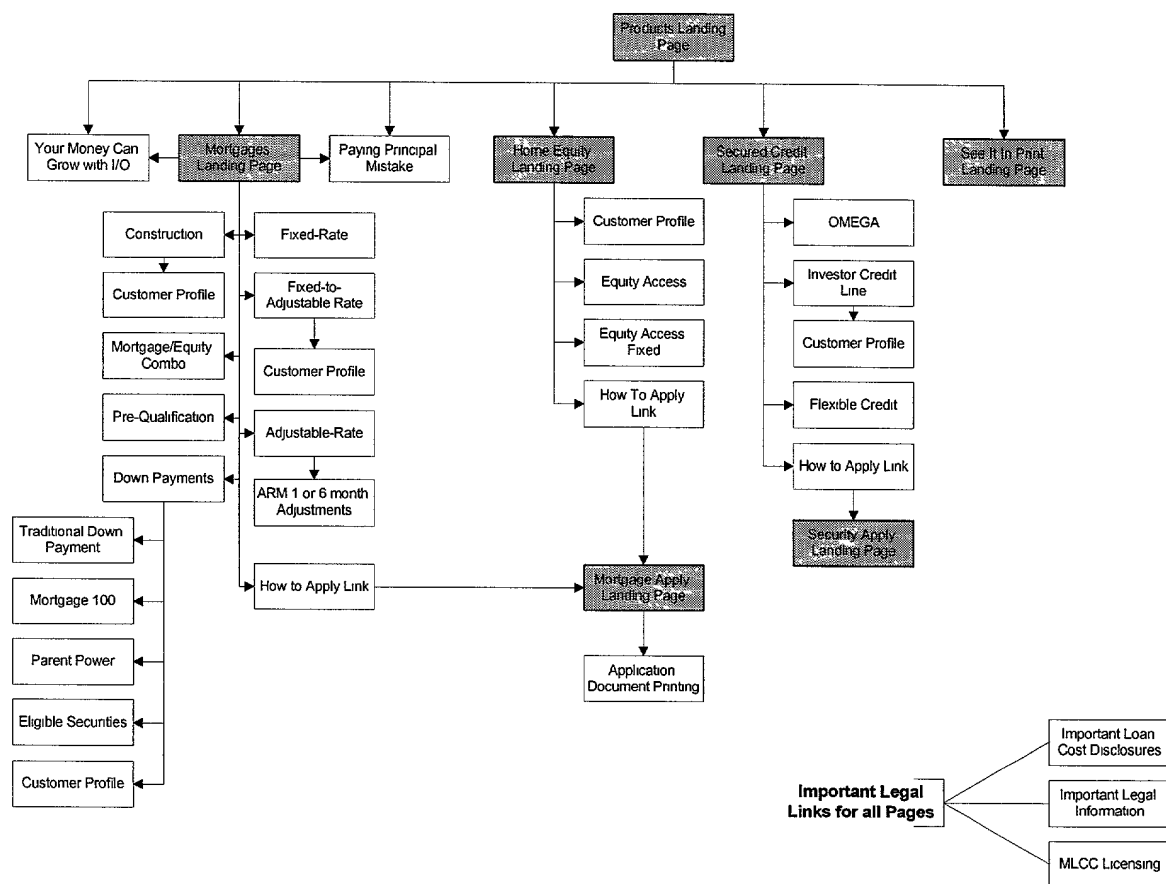 Products Landing
Page
Your Money Can
Grow with I/O
Mortgages
Landing Page
Paying Principal
Mistake
Home Equity
Landing Page
Secured Credit
Landing Page
See It In Print
Landing Page
Construction
Fixed-Rate
Customer Profile
Fixed-to-
Adjustable Rate
Mortgage/Equity
Combo
Customer Profile
Pre-Qualification
Adjustable-Rate
Down Payments
ARM 1 or 6 month
Adjustments
Traditional Down
Payment
How to Apply Link
Mortgage 100
Parent Power
Eligible Securities
Customer Profile
Customer Profile
Equity Access
Equity Access
Fixed
How To Apply
Link
Mortgage Apply
Landing Page
Application
Document Printing
OMEGA
Investor Credit
Line
Customer Profile
Flexible Credit
How to Apply Link
Security Apply
Landing Page
Important Legal
Links for all Pages
Important Loan
Cost Disclosures
Important Legal
Information
MLCC Licensing